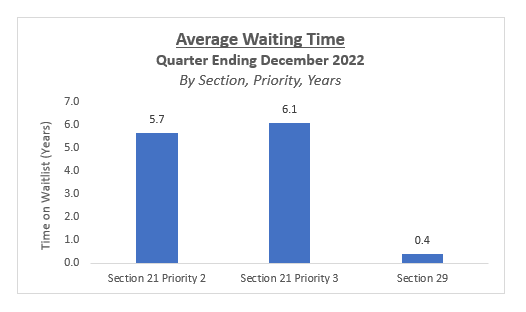 Average Waiting Time
Quarter Ending December 2022
By Section, Priority, Years
7.0
6.0
5.0
4.0
3.0
2.0
1.0
0.0
Time on Waitlist (Years)
5.7
6.1
0.4
Section 21 Priority 2
Section 21 Priority 3
Section 29